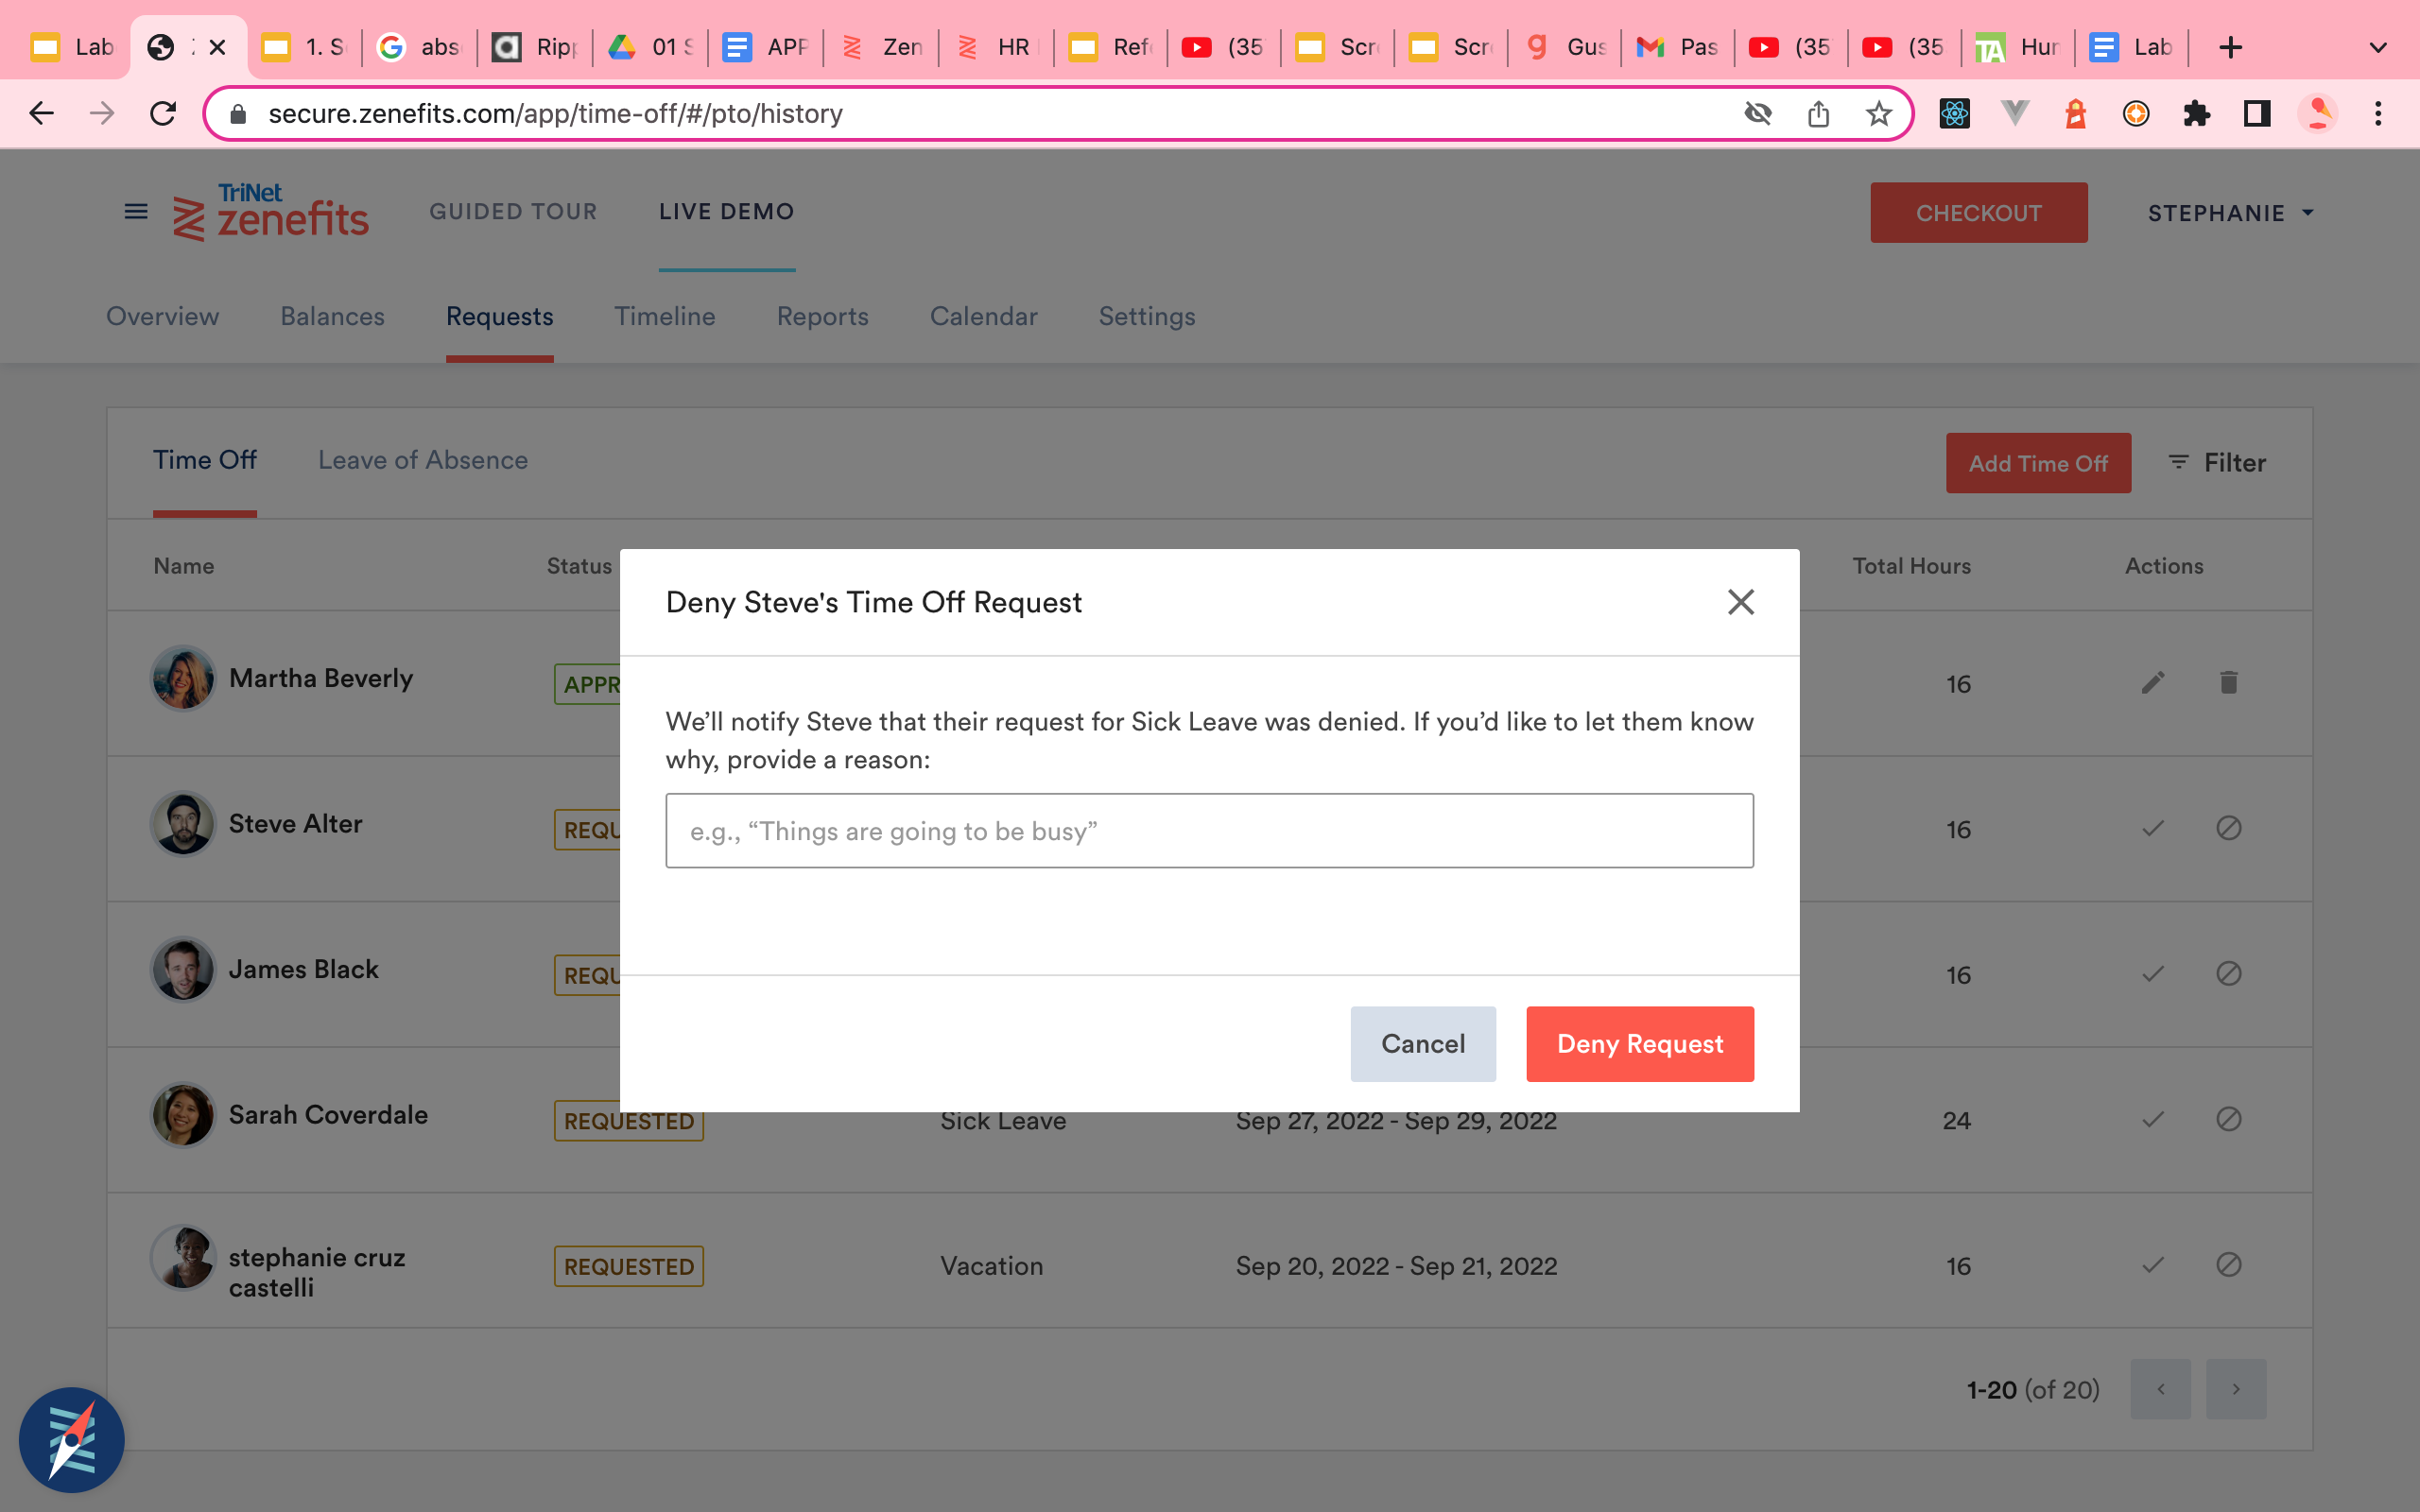 Lab
1. S
abs
Ripp
01 S
APP
Zen
HR
Ref
(35
Scr
Scr
Gus
Pas
(35
(35
Hur
Lab
secure.zenefits.com/app/time-off/#/pto/history
TriNet
zenefits
GUIDED TOUR
LIVE DEMO
CHECKOUT
STEPHANIE
Overview
Balances
Requests
Timeline
Reports
Calendar
Settings
Time Off
Leave of Absence
Add Time Off
Filter
Name
Status
Total Hours
Actions
Deny Steve's Time Off Request
We’ll notify Steve that their request for Sick Leave was denied. If you’d like to let them know
why, provide a reason:
e.g., “Things are going to be busy”
Cancel
Deny Request
Martha Beverly
APPR
16
Steve Alter
REQU
16
James Black
REQU
16
Sarah Coverdale
REQUESTED
Sick Leave
Sep 27, 2022 - Sep 29, 2022
24
stephanie cruz
castelli
REQUESTED
Vacation
Sep 20, 2022 - Sep 21, 2022
16
1-20 (of 20)